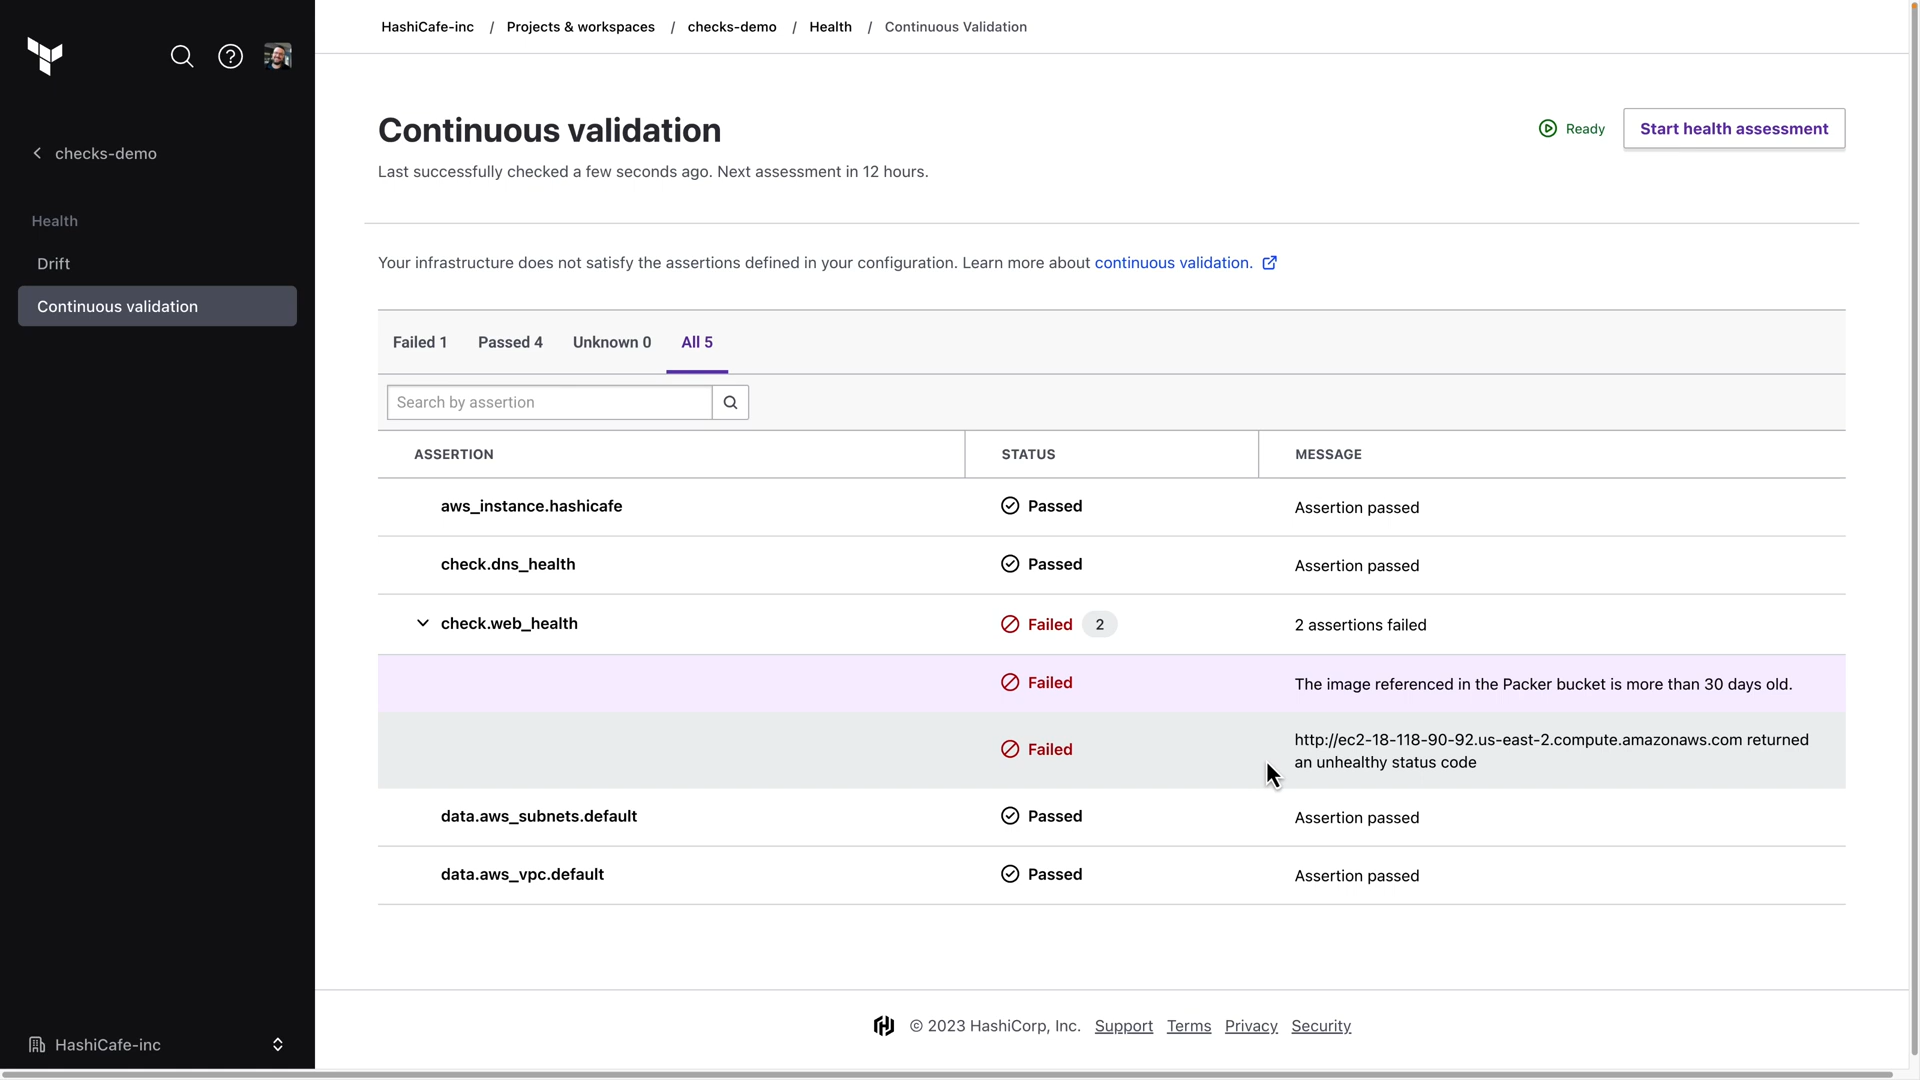 HashiCafe-inc / Projects & workspaces / checks-demo / Health / Continuous Validation
checks-demo
Health
Drift
Continuous validation
HashiCafe-inc
Continuous validation
Ready
Start health assessment
Last successfully checked a few seconds ago. Next assessment in 12 hours.
Your infrastructure does not satisfy the assertions defined in your configuration. Learn more about continuous validation.
Failed 1 Passed 4 Unknown 0 All 5
Search by assertion
ASSERTION STATUS MESSAGE
aws_instance.hashicafe Passed Assertion passed
check.dns_health Passed Assertion passed
check.web_health Failed 2 2 assertions failed
Failed The image referenced in the Packer bucket is more than 30 days old.
Failed http://ec2-18-118-90-92.us-east-2.compute.amazonaws.com returned
an unhealthy status code
data.aws_subnets.default Passed Assertion passed
data.aws_vpc.default Passed Assertion passed
© 2023 HashiCorp, Inc. Support Terms Privacy Security